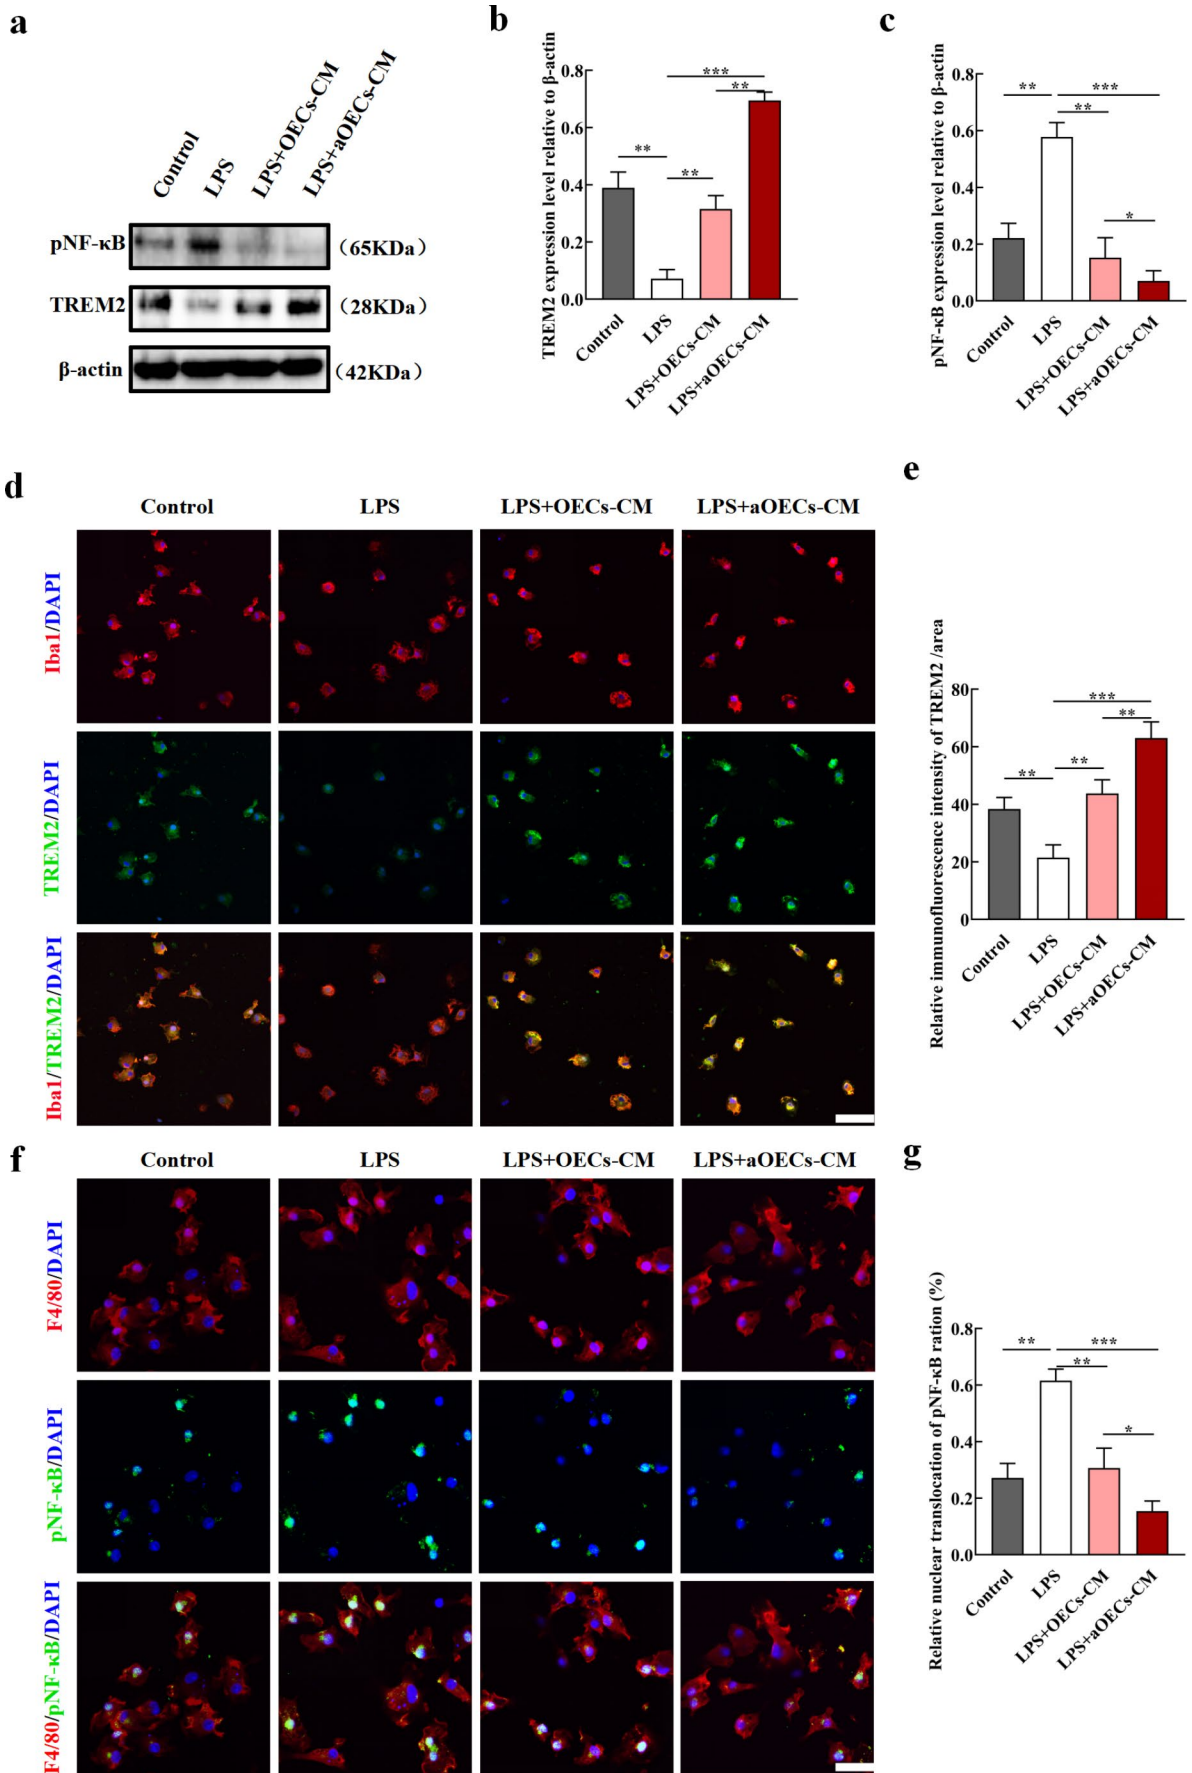 a
Control
LPS
LPS+OECs-CM
LPS+aOECs-CM
pNF-κB
（65KDa）
TREM2
（28KDa）
β-actin
（42KDa）
b
TREM2 expression level relative to β-actin
0.8
0.6
0.4
0.2
0.0
**
**
***
**
Control
LPS
LPS+OECs-CM
LPS+aOECs-CM
c
pNF-κB expression level relative to β-actin
0.8
0.6
0.4
0.2
0.0
**
***
**
*
Control
LPS
LPS+OECs-CM
LPS+aOECs-CM
d
Control
LPS
LPS+OECs-CM
LPS+aOECs-CM
Iba1/DAPI
TREM2/DAPI
Iba1/TREM2/DAPI
e
Relative immunofluorescence intensity of TREM2 /area
80
60
40
20
0
**
**
***
**
Control
LPS
LPS+OECs-CM
LPS+aOECs-CM
f
Control
LPS
LPS+OECs-CM
LPS+aOECs-CM
F4/80/DAPI
pNF-κB/DAPI
F4/80/pNF-κB/DAPI
g
Relative nuclear translocation of pNF-κB ration (%)
0.8
0.6
0.4
0.2
0.0
**
***
**
*
Control
LPS
LPS+OECs-CM
LPS+aOECs-CM